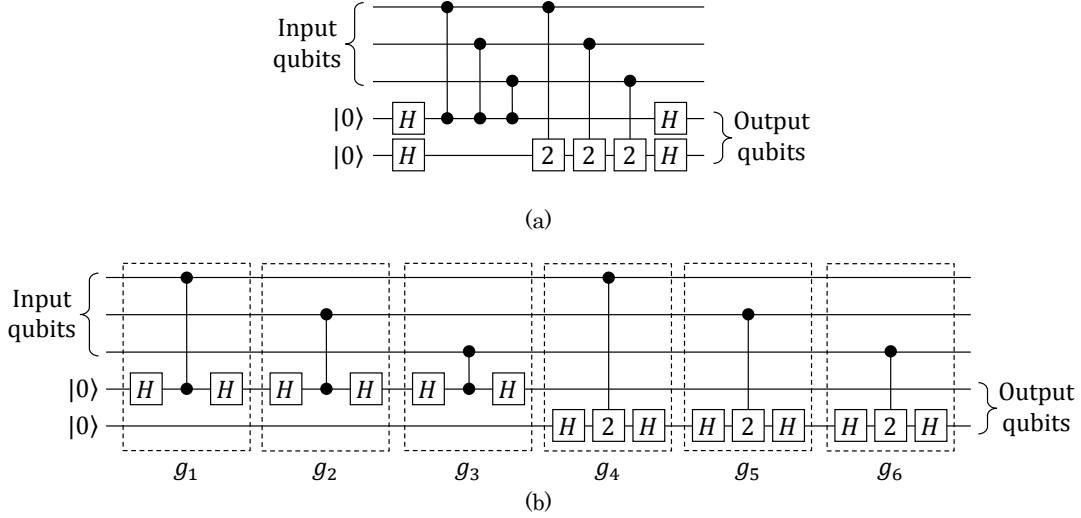 Input
qubits
|0⟩ H H
|0⟩ H 2 2 2 H
Output
qubits
(a)
Input
qubits
|0⟩ H H H H H H
|0⟩ H 2 H H 2 H H 2 H
Output
qubits
g₁ g₂ g₃ g₄ g₅ g₆
(b)